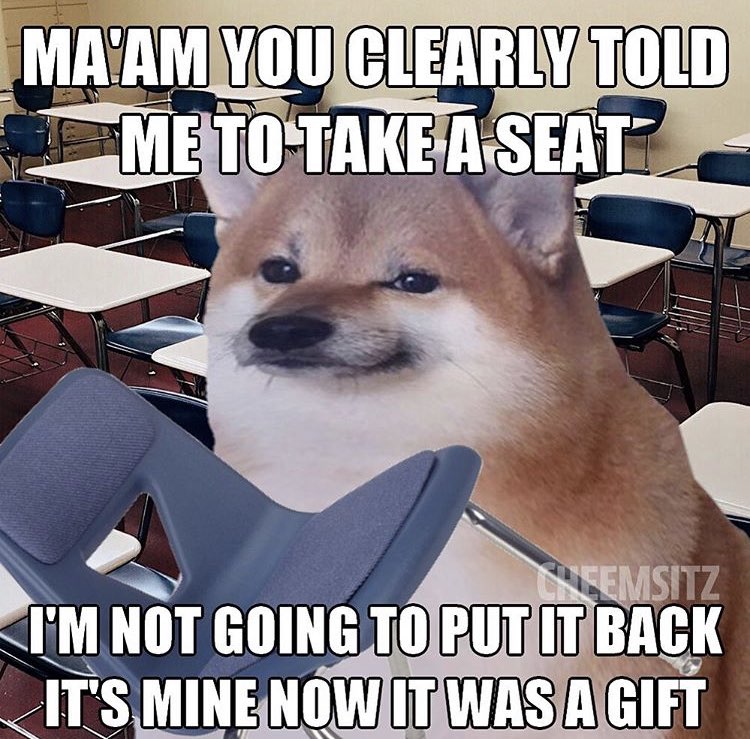 MA'AM YOU CLEARLY TOLD
ME TO TAKE A SEAT
CHEEMSITZ
I'M NOT GOING TO PUT IT BACK
IT'S MINE NOW IT WAS A GIFT